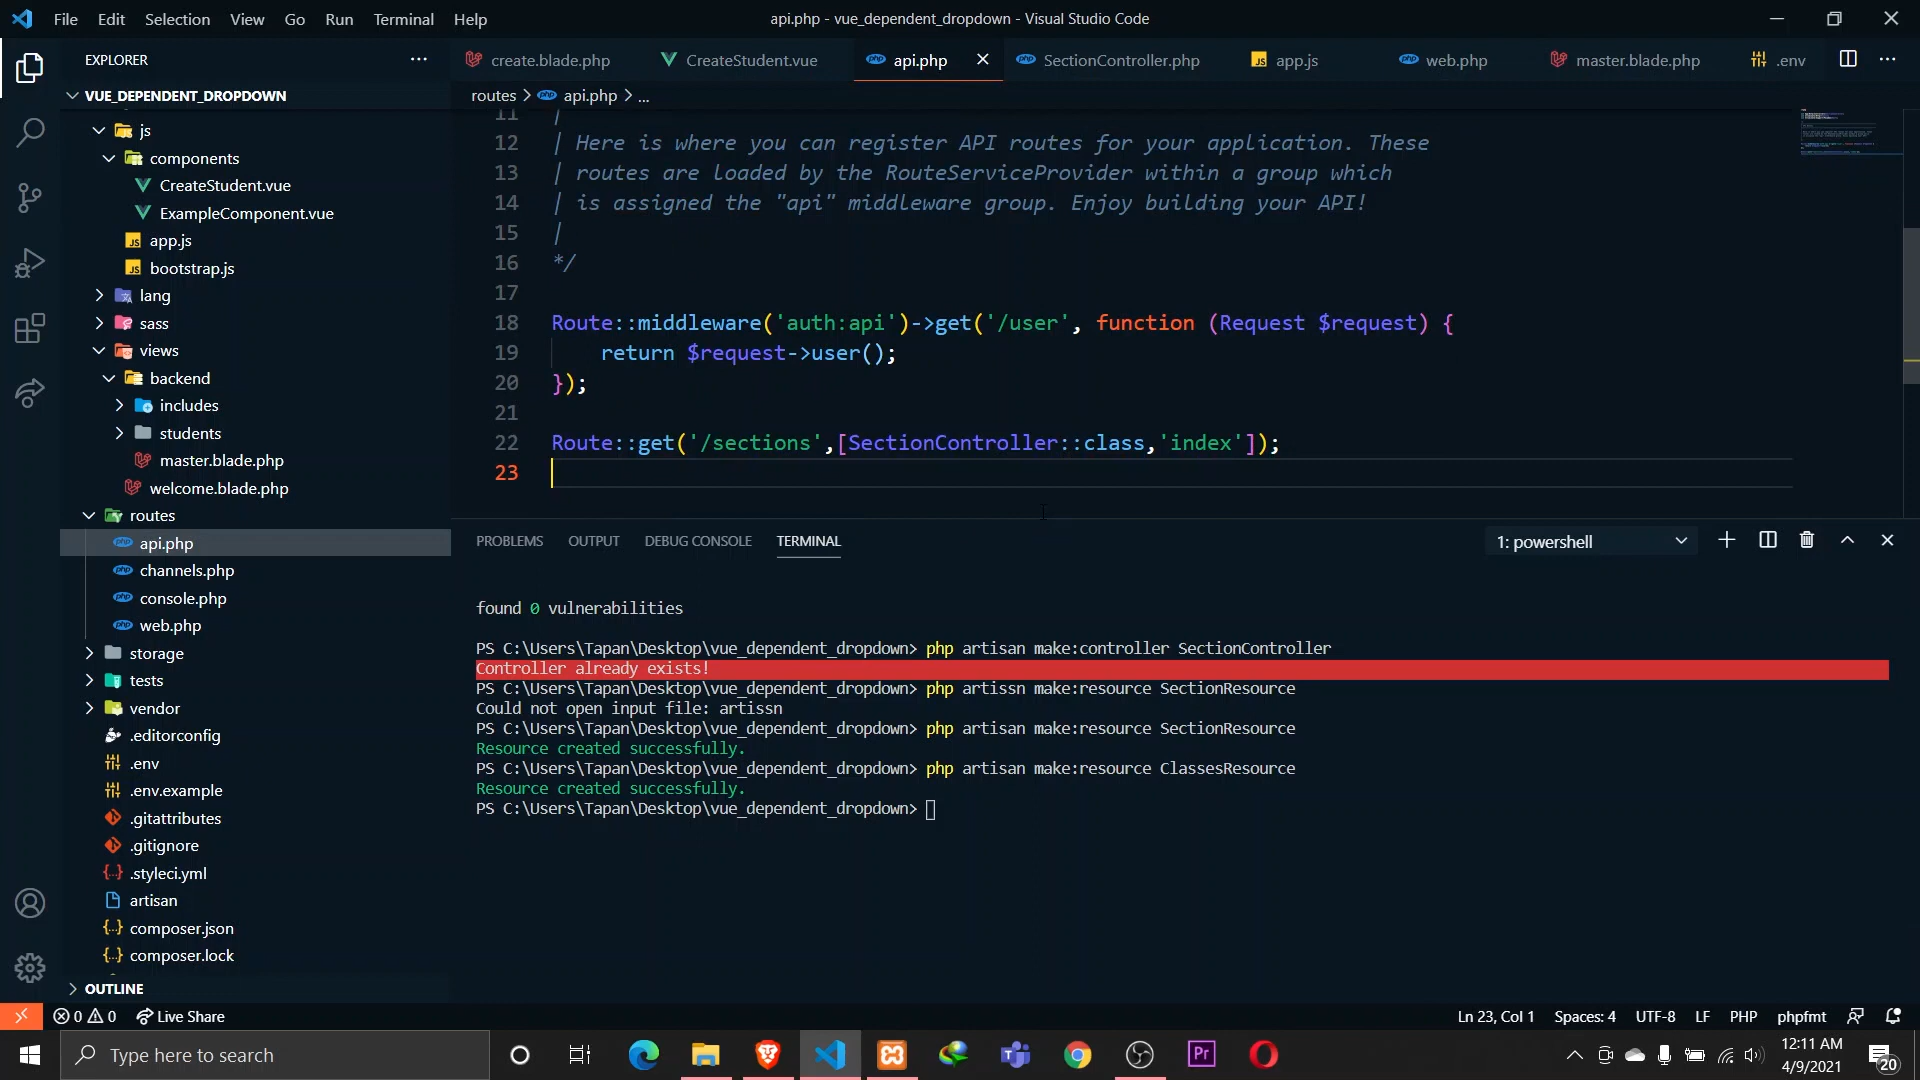 File Edit Selection View Go Run Terminal Help
api.php - vue_dependent_dropdown - Visual Studio Code
EXPLORER
create.blade.php CreateStudent.vue api.php SectionController.php app.js web.php master.blade.php .env
VUE_DEPENDENT_DROPDOWN
js
components
CreateStudent.vue
ExampleComponent.vue
app.js
bootstrap.js
lang
sass
views
backend
includes
students
master.blade.php
welcome.blade.php
routes
api.php
channels.php
console.php
web.php
storage
tests
vendor
.editorconfig
.env
.env.example
.gitattributes
.gitignore
.styleci.yml
artisan
composer.json
composer.lock
OUTLINE
routes > api.php > ...
11 |
12 | Here is where you can register API routes for your application. These
13 | routes are loaded by the RouteServiceProvider within a group which
14 | is assigned the "api" middleware group. Enjoy building your API!
15 |
16 */
17
18 Route::middleware('auth:api')->get('/user', function (Request $request) {
19 return $request->user();
20 });
21
22 Route::get('/sections',[SectionController::class,'index']);
23
PROBLEMS OUTPUT DEBUG CONSOLE TERMINAL
1: powershell
found 0 vulnerabilities
PS C:\Users\Tapan\Desktop\vue_dependent_dropdown> php artisan make:controller SectionController
Controller already exists!
PS C:\Users\Tapan\Desktop\vue_dependent_dropdown> php artissn make:resource SectionResource
Could not open input file: artissn
PS C:\Users\Tapan\Desktop\vue_dependent_dropdown> php artisan make:resource SectionResource
Resource created successfully.
PS C:\Users\Tapan\Desktop\vue_dependent_dropdown> php artisan make:resource ClassesResource
Resource created successfully.
PS C:\Users\Tapan\Desktop\vue_dependent_dropdown>
0 0 Live Share
Ln 23, Col 1 Spaces: 4 UTF-8 LF PHP phpfmt
Type here to search
Pr
12:11 AM
4/9/2021
20